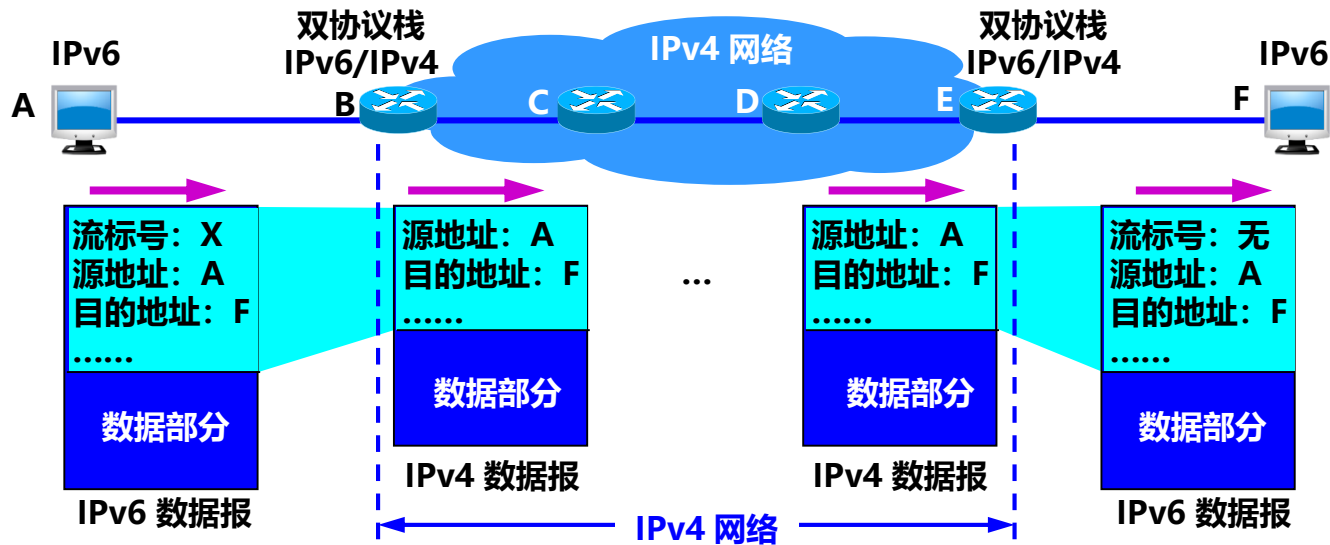 双协议栈
IPv6/IPv4
双协议栈
IPv6/IPv4
IPv6
IPv4 网络
IPv6
A
B
C
D
E
F
流标号：X
源地址：A
目的地址：F
……
数据部分
IPv6 数据报
源地址：A
目的地址：F
……
数据部分
IPv4 数据报
...
源地址：A
目的地址：F
……
数据部分
IPv4 数据报
流标号：无
源地址：A
目的地址：F
……
数据部分
IPv6 数据报
IPv4 网络